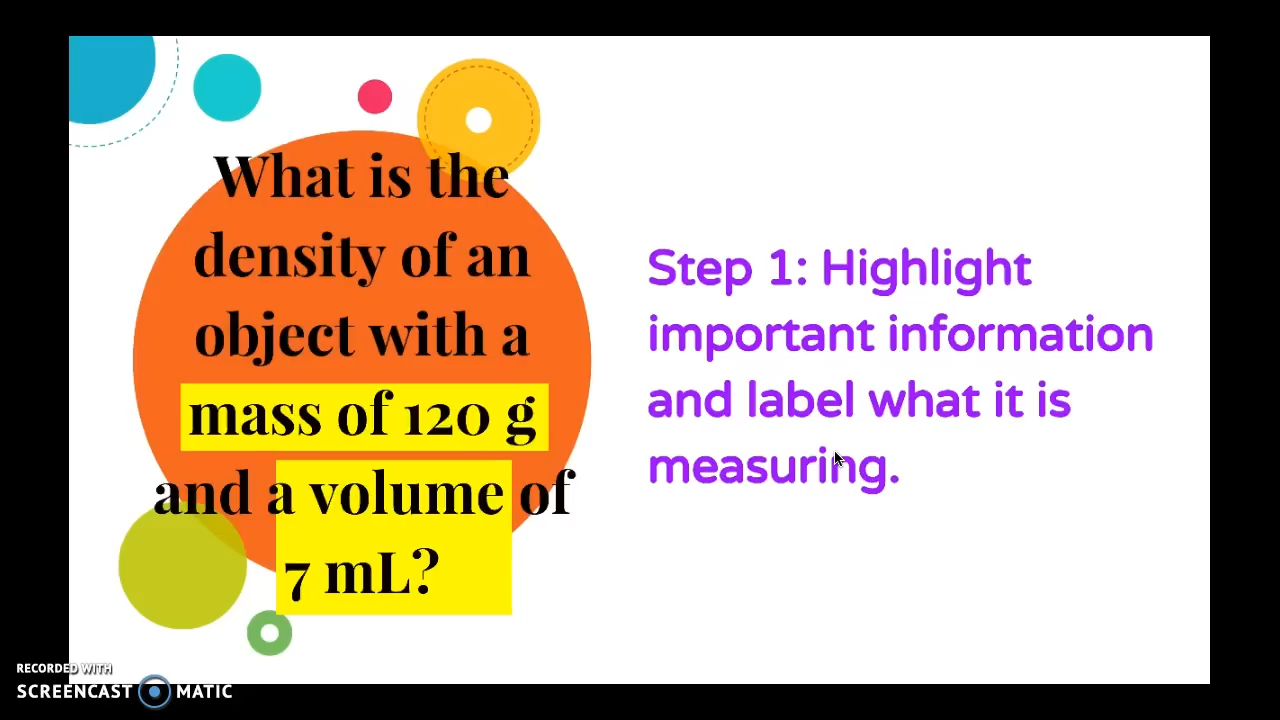 What is the
density of an
object with a
mass of 120 g
and a volume of
7 mL?
Step 1: Highlight
important information
and label what it is
measuring.
RECORDED WITH
SCREENCAST MATIC